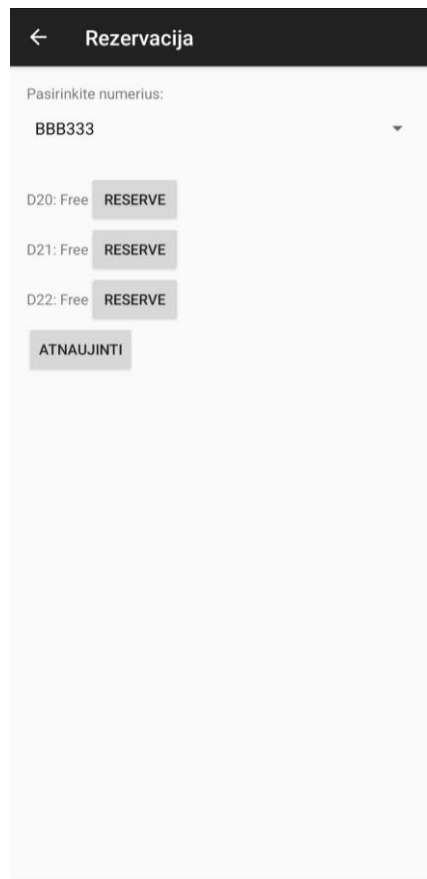 Rezervacija
Pasirinkite numerius:
BBB333
D20: Free RESERVE
D21: Free RESERVE
D22: Free RESERVE
ATNAUJINTI